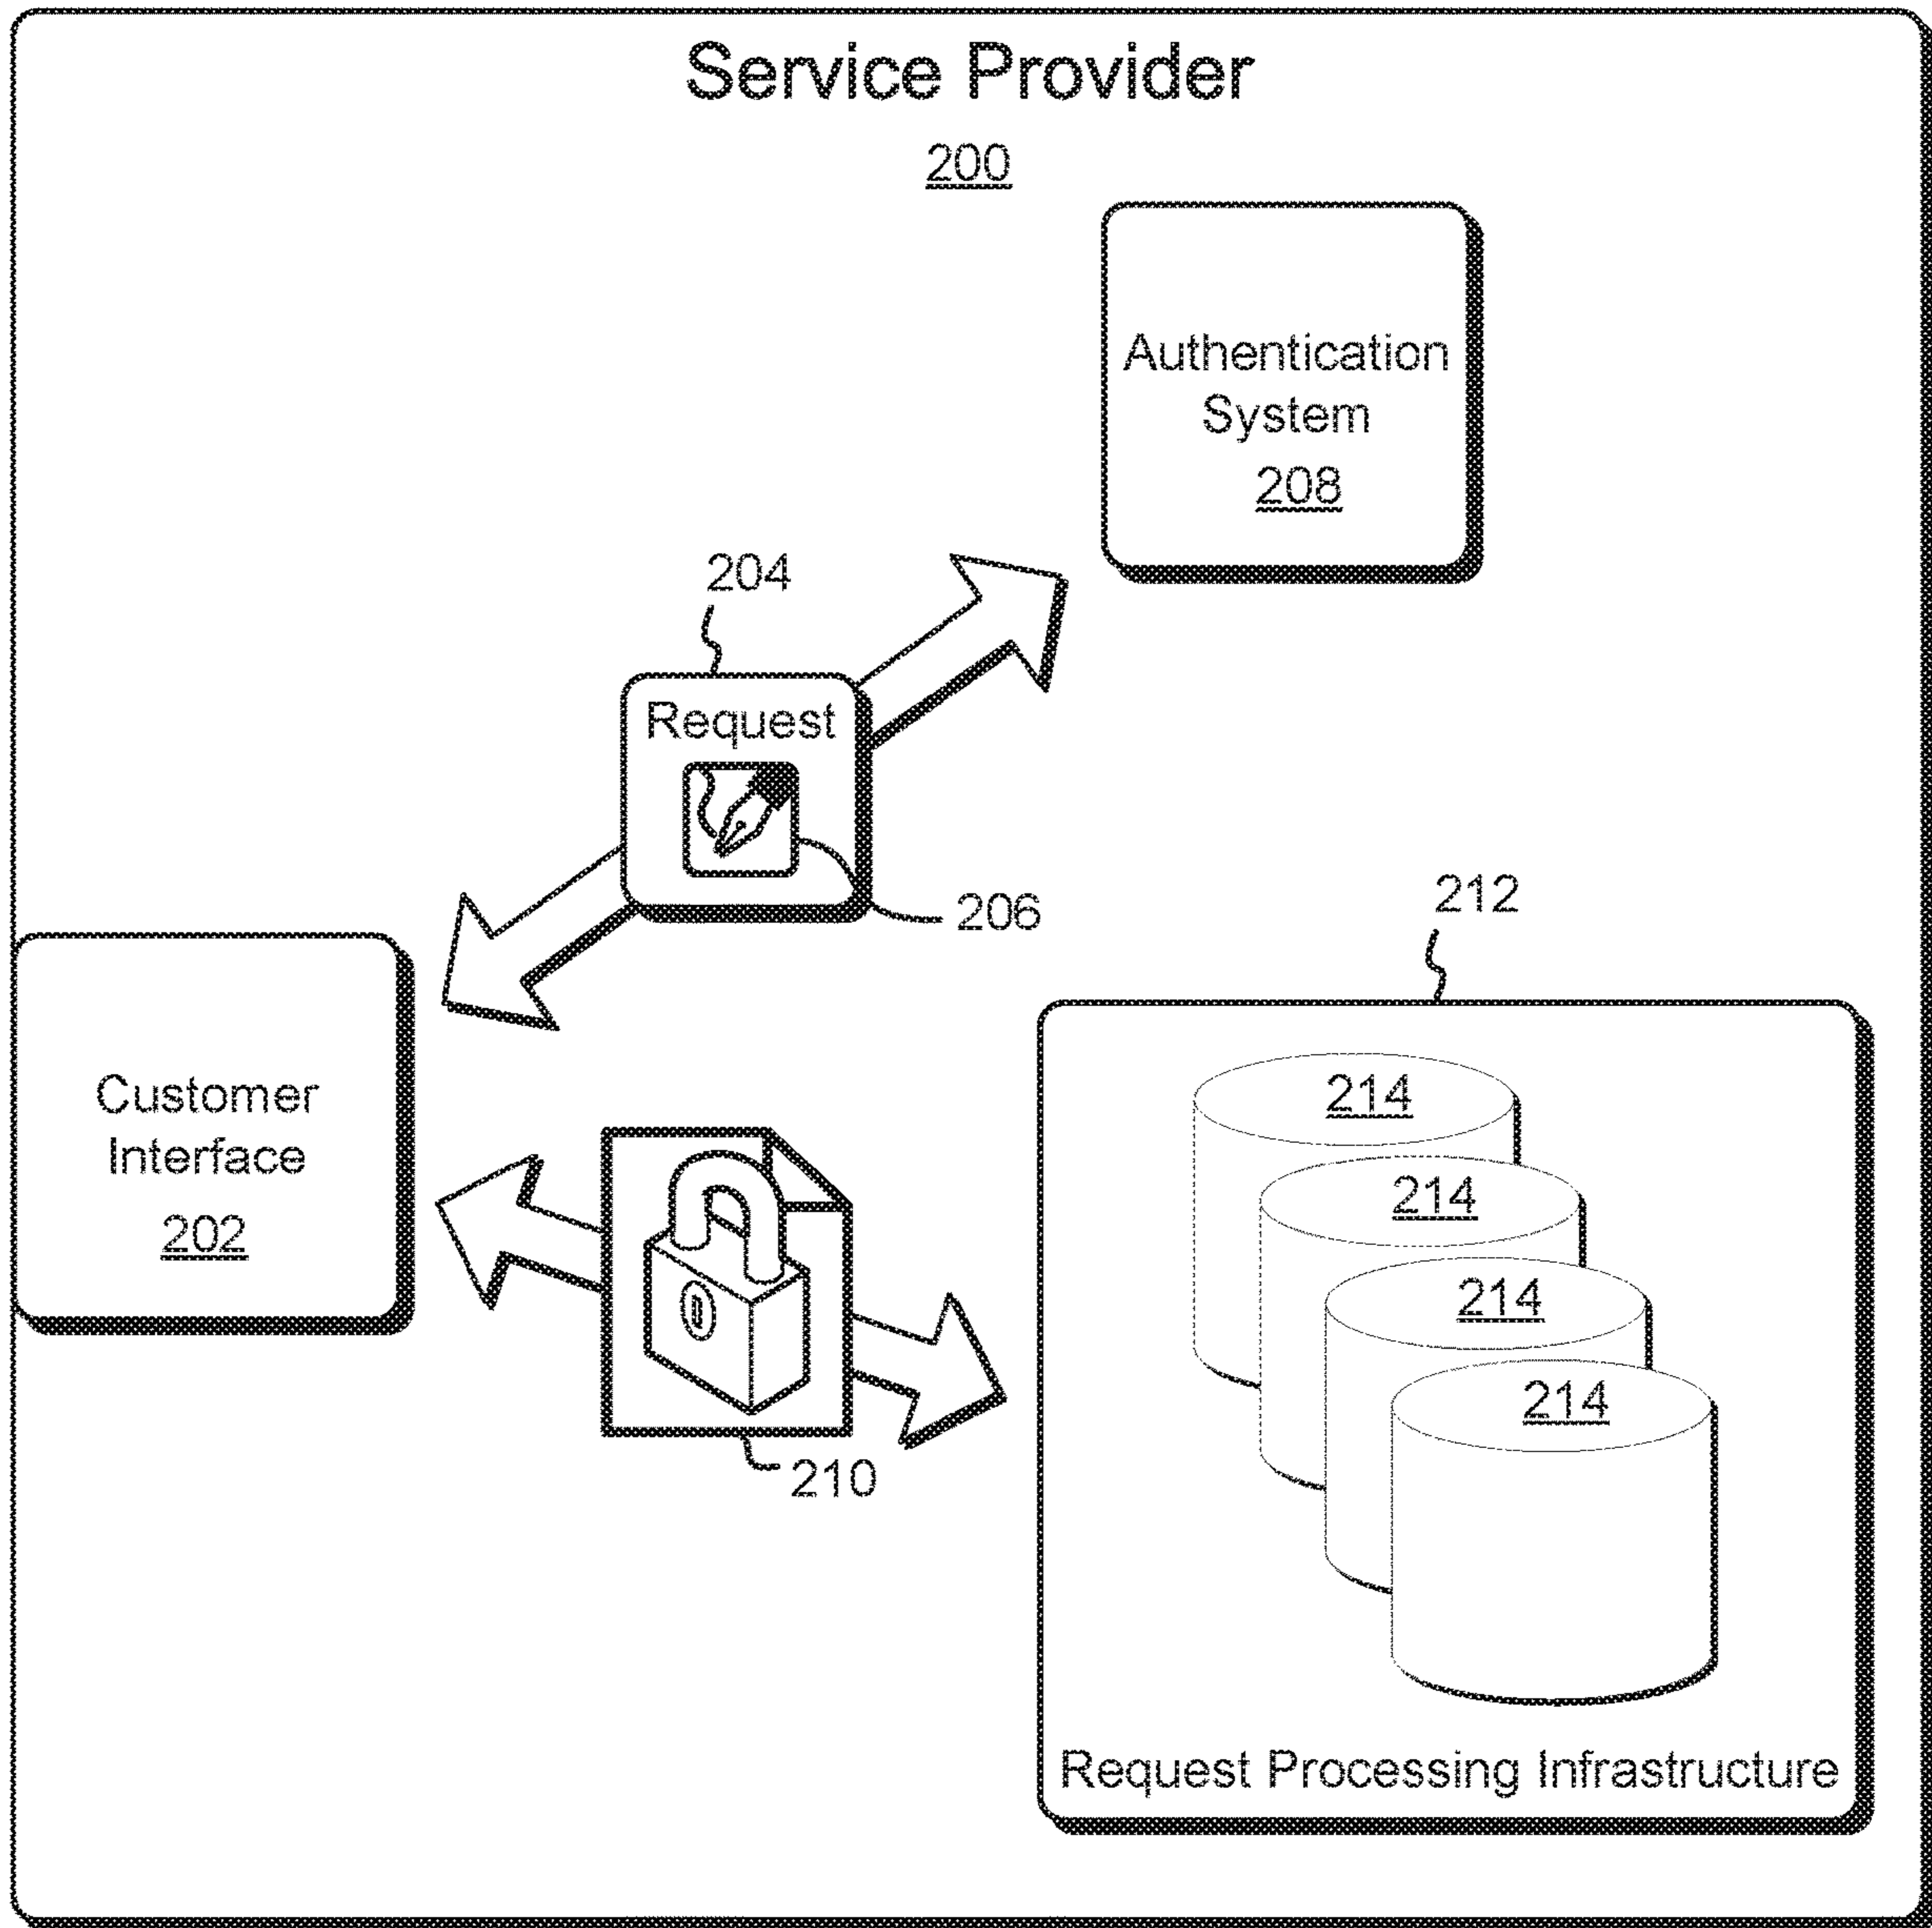 Service Provider
200
Authentication
System
208
204
Request
206
212
Customer
Interface
202
214
214
214
214
210
Request Processing Infrastructure